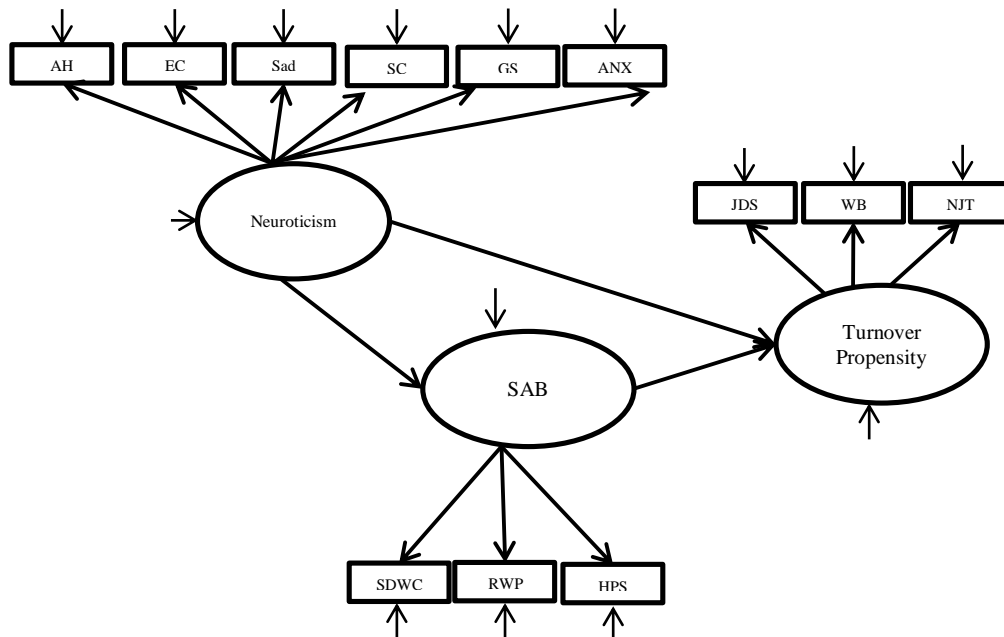 AH
EC
Sad
SC
GS
ANX
JDS
WB
NJT
Neuroticism
Turnover
Propensity
SAB
SDWC
RWP
HPS